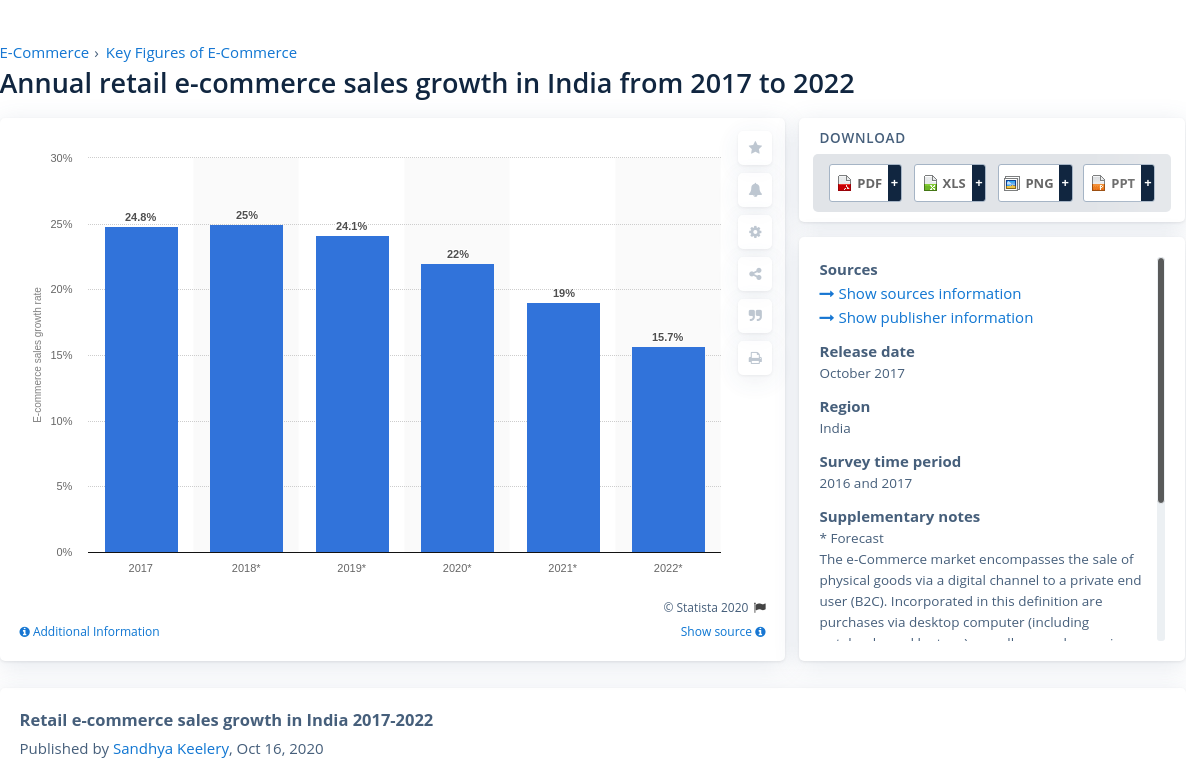 E-Commerce › Key Figures of E-Commerce
Annual retail e-commerce sales growth in India from 2017 to 2022
E-commerce sales growth rate
30%
25%
20%
15%
10%
5%
0%
24.8%
25%
24.1%
22%
19%
15.7%
2017
2018*
2019*
2020*
2021*
2022*
© Statista 2020
Additional Information
Show source
DOWNLOAD
PDF +
XLS +
PNG +
PPT +
Sources
Show sources information
Show publisher information
Release date
October 2017
Region
India
Survey time period
2016 and 2017
Supplementary notes
* Forecast
The e-Commerce market encompasses the sale of
physical goods via a digital channel to a private end
user (B2C). Incorporated in this definition are
purchases via desktop computer (including
Retail e-commerce sales growth in India 2017-2022
Published by Sandhya Keelery, Oct 16, 2020